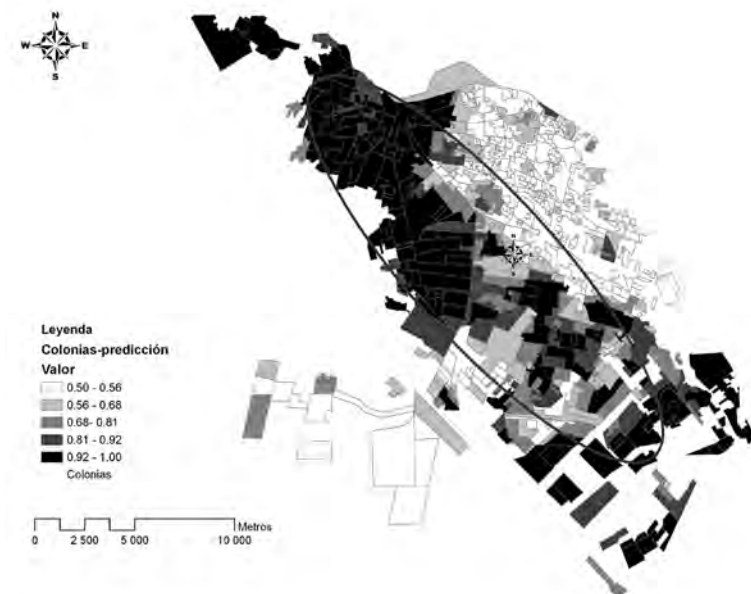 N
W E
S
Leyenda
Colonias-predicción
Valor
0.50 - 0.56
0.56 - 0.68
0.68- 0.81
0.81 - 0.92
0.92 - 1.00
Colonias
Metros
0 2 500 5 000 10 000